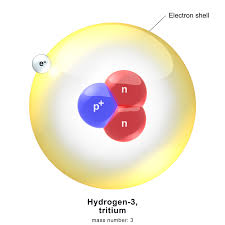 Electron shell
e⁻
n
p⁺
n
Hydrogen-3,
tritium
mass number: 3